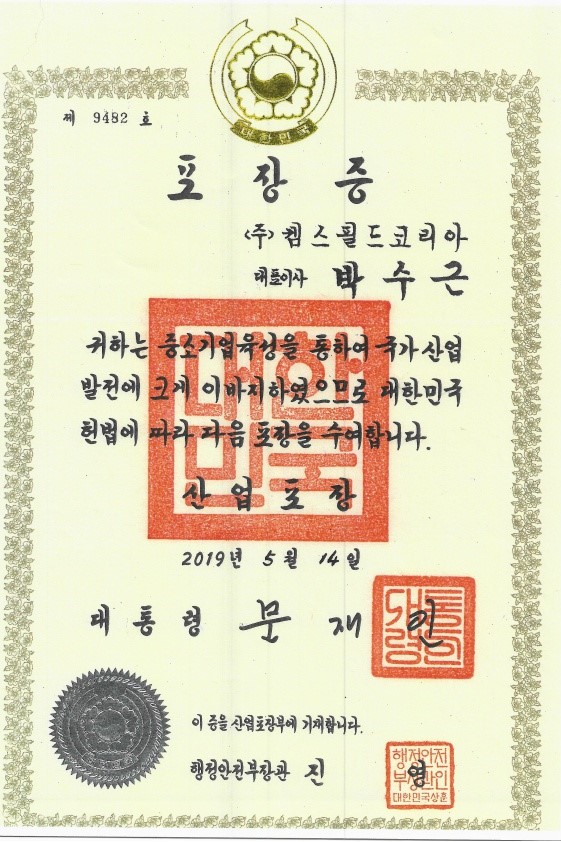 대한민국
제 9482 호
포장증
(주)켐스필드코리아
대표이사 박수근
귀하는 중소기업육성을 통하여 국가산업
발전에 크게 이바지하였으므로 대한민국
헌법에 따라 다음 포장을 수여합니다.
산업포장
2019년 5월 14일
대통령 문재인
이 증을 산업포장부에 기재합니다.
행정안전부장관 진영
대한민국
대통령의인
행정안전
부장관인
대한민국상훈